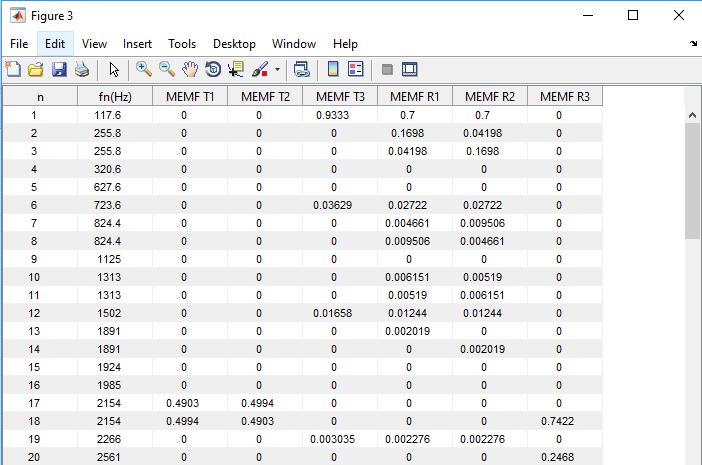 Figure 3
File Edit View Insert Tools Desktop Window Help
n fn(Hz) MEMF T1 MEMF T2 MEMF T3 MEMF R1 MEMF R2 MEMF R3
1 117.6 0 0 0.9333 0.7 0.7 0
2 255.8 0 0 0 0.1698 0.04198 0
3 255.8 0 0 0 0.04198 0.1698 0
4 320.6 0 0 0 0 0 0
5 627.6 0 0 0 0 0 0
6 723.6 0 0 0.03629 0.02722 0.02722 0
7 824.4 0 0 0 0.004661 0.009506 0
8 824.4 0 0 0 0.009506 0.004661 0
9 1125 0 0 0 0 0 0
10 1313 0 0 0 0.006151 0.00519 0
11 1313 0 0 0 0.00519 0.006151 0
12 1502 0 0 0.01658 0.01244 0.01244 0
13 1891 0 0 0 0.002019 0 0
14 1891 0 0 0 0 0.002019 0
15 1924 0 0 0 0 0 0
16 1985 0 0 0 0 0 0
17 2154 0.4903 0.4994 0 0 0 0
18 2154 0.4994 0.4903 0 0 0 0.7422
19 2266 0 0 0.003035 0.002276 0.002276 0
20 2561 0 0 0 0 0 0.2468